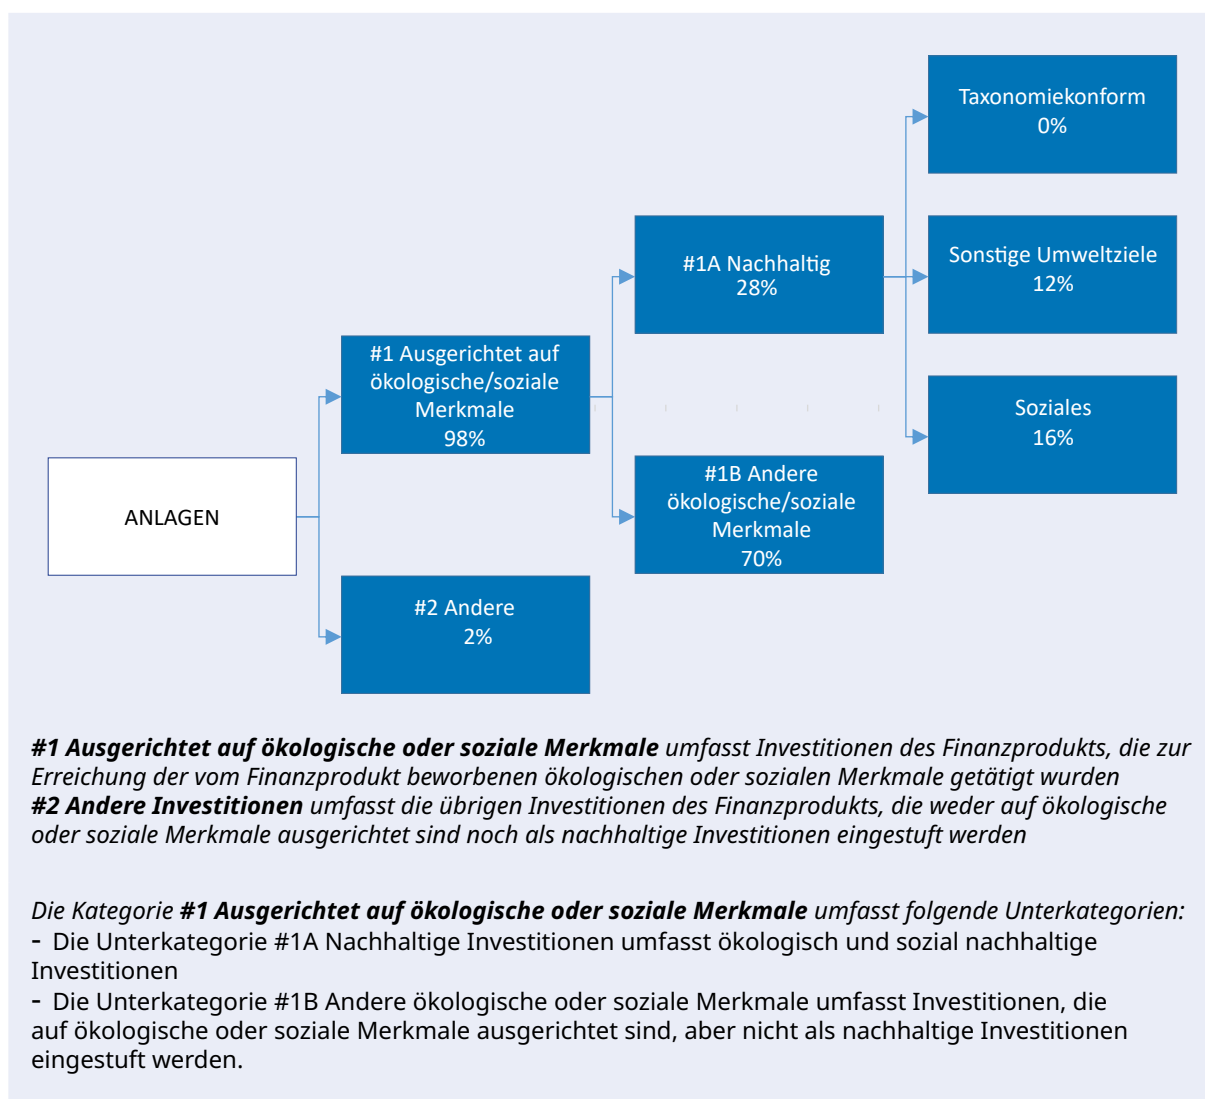 Taxonomiekonform
0%
#1A Nachhaltig
28%
Sonstige Umweltziele
12%
#1 Ausgerichtet auf
ökologische/soziale
Merkmale
98%
Soziales
16%
#1B Andere
ökologische/soziale
Merkmale
70%
ANLAGEN
#2 Andere
2%
#1 Ausgerichtet auf ökologische oder soziale Merkmale umfasst Investitionen des Finanzprodukts, die zur
Erreichung der vom Finanzprodukt beworbenen ökologischen oder sozialen Merkmale getätigt wurden
#2 Andere Investitionen umfasst die übrigen Investitionen des Finanzprodukts, die weder auf ökologische
oder soziale Merkmale ausgerichtet sind noch als nachhaltige Investitionen eingestuft werden
Die Kategorie #1 Ausgerichtet auf ökologische oder soziale Merkmale umfasst folgende Unterkategorien:
- Die Unterkategorie #1A Nachhaltige Investitionen umfasst ökologisch und sozial nachhaltige
Investitionen
- Die Unterkategorie #1B Andere ökologische oder soziale Merkmale umfasst Investitionen, die
auf ökologische oder soziale Merkmale ausgerichtet sind, aber nicht als nachhaltige Investitionen
eingestuft werden.